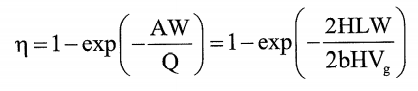 η = 1 − exp(−AW/Q) = 1 − exp(−2HLW/2bHV_g)